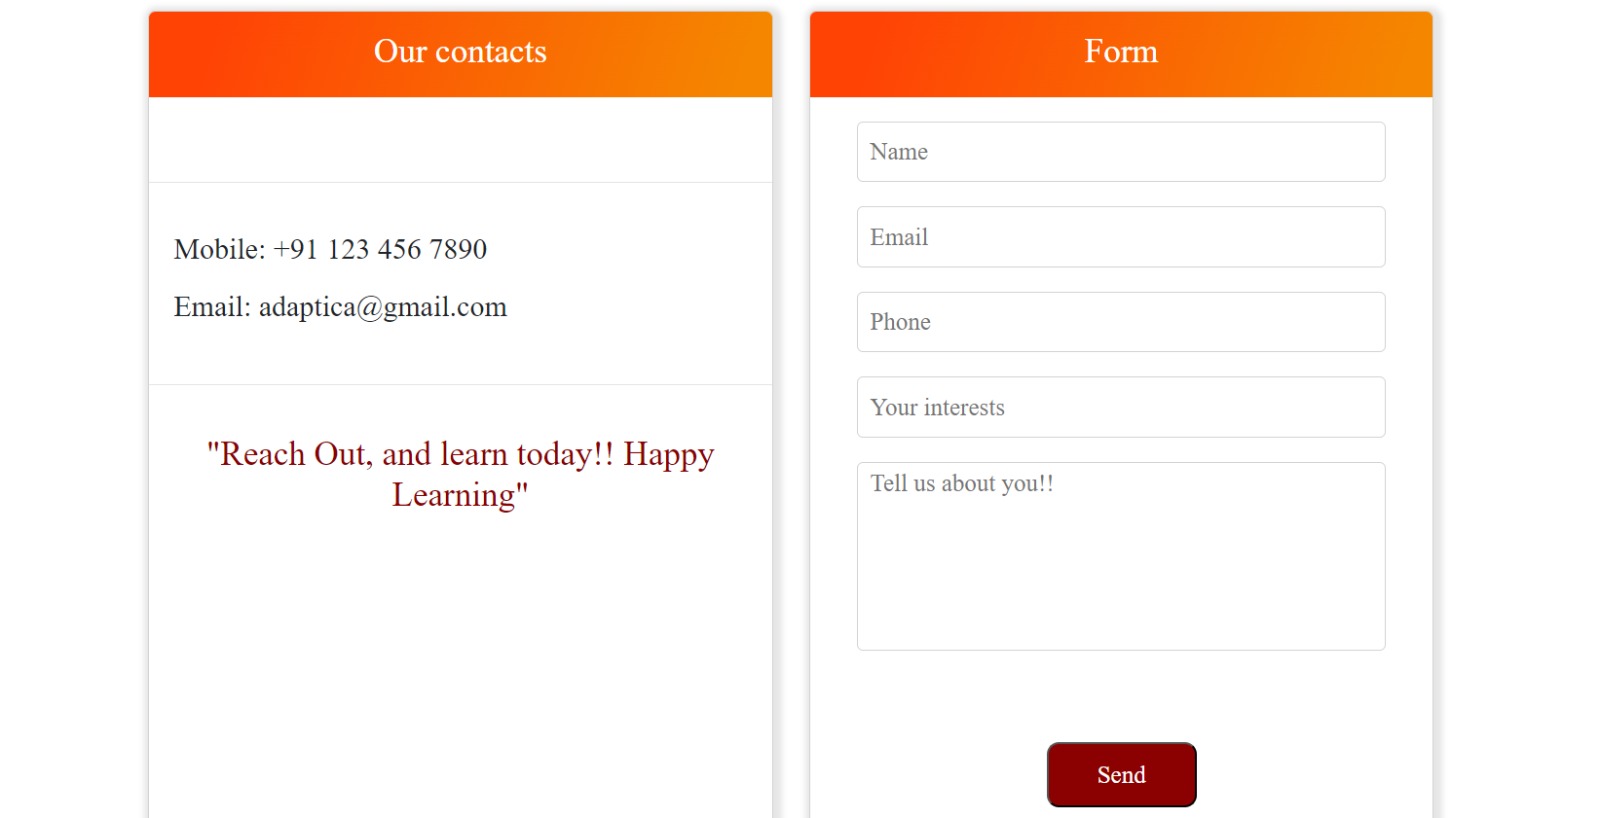 Our contacts
Mobile: +91 123 456 7890
Email: adaptica@gmail.com
"Reach Out, and learn today!! Happy
Learning"
Form
Name
Email
Phone
Your interests
Tell us about you!!
Send